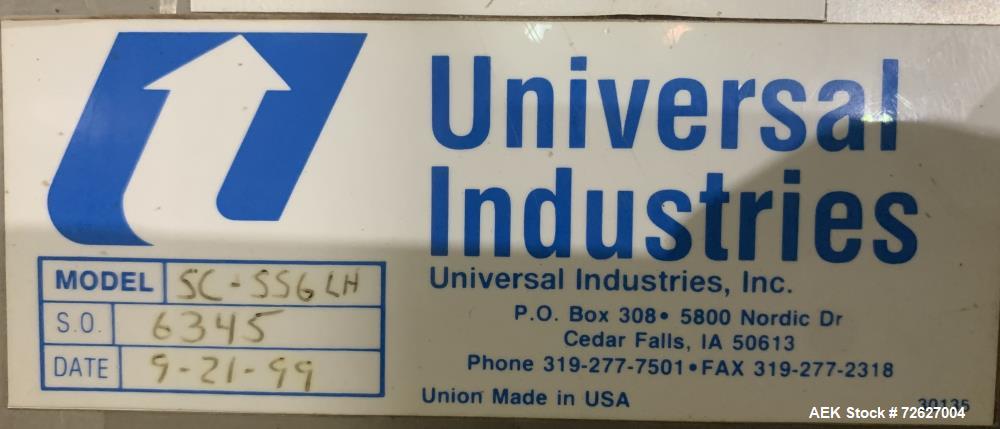 Universal
Industries
Universal Industries, Inc.
P.O. Box 308• 5800 Nordic Dr
Cedar Falls, IA 50613
Phone 319-277-7501•FAX 319-277-2318
MODEL SC-SS6LH
S.O. 6345
DATE 9-21-99
Union Made in USA
30135
AEK Stock # 72627004